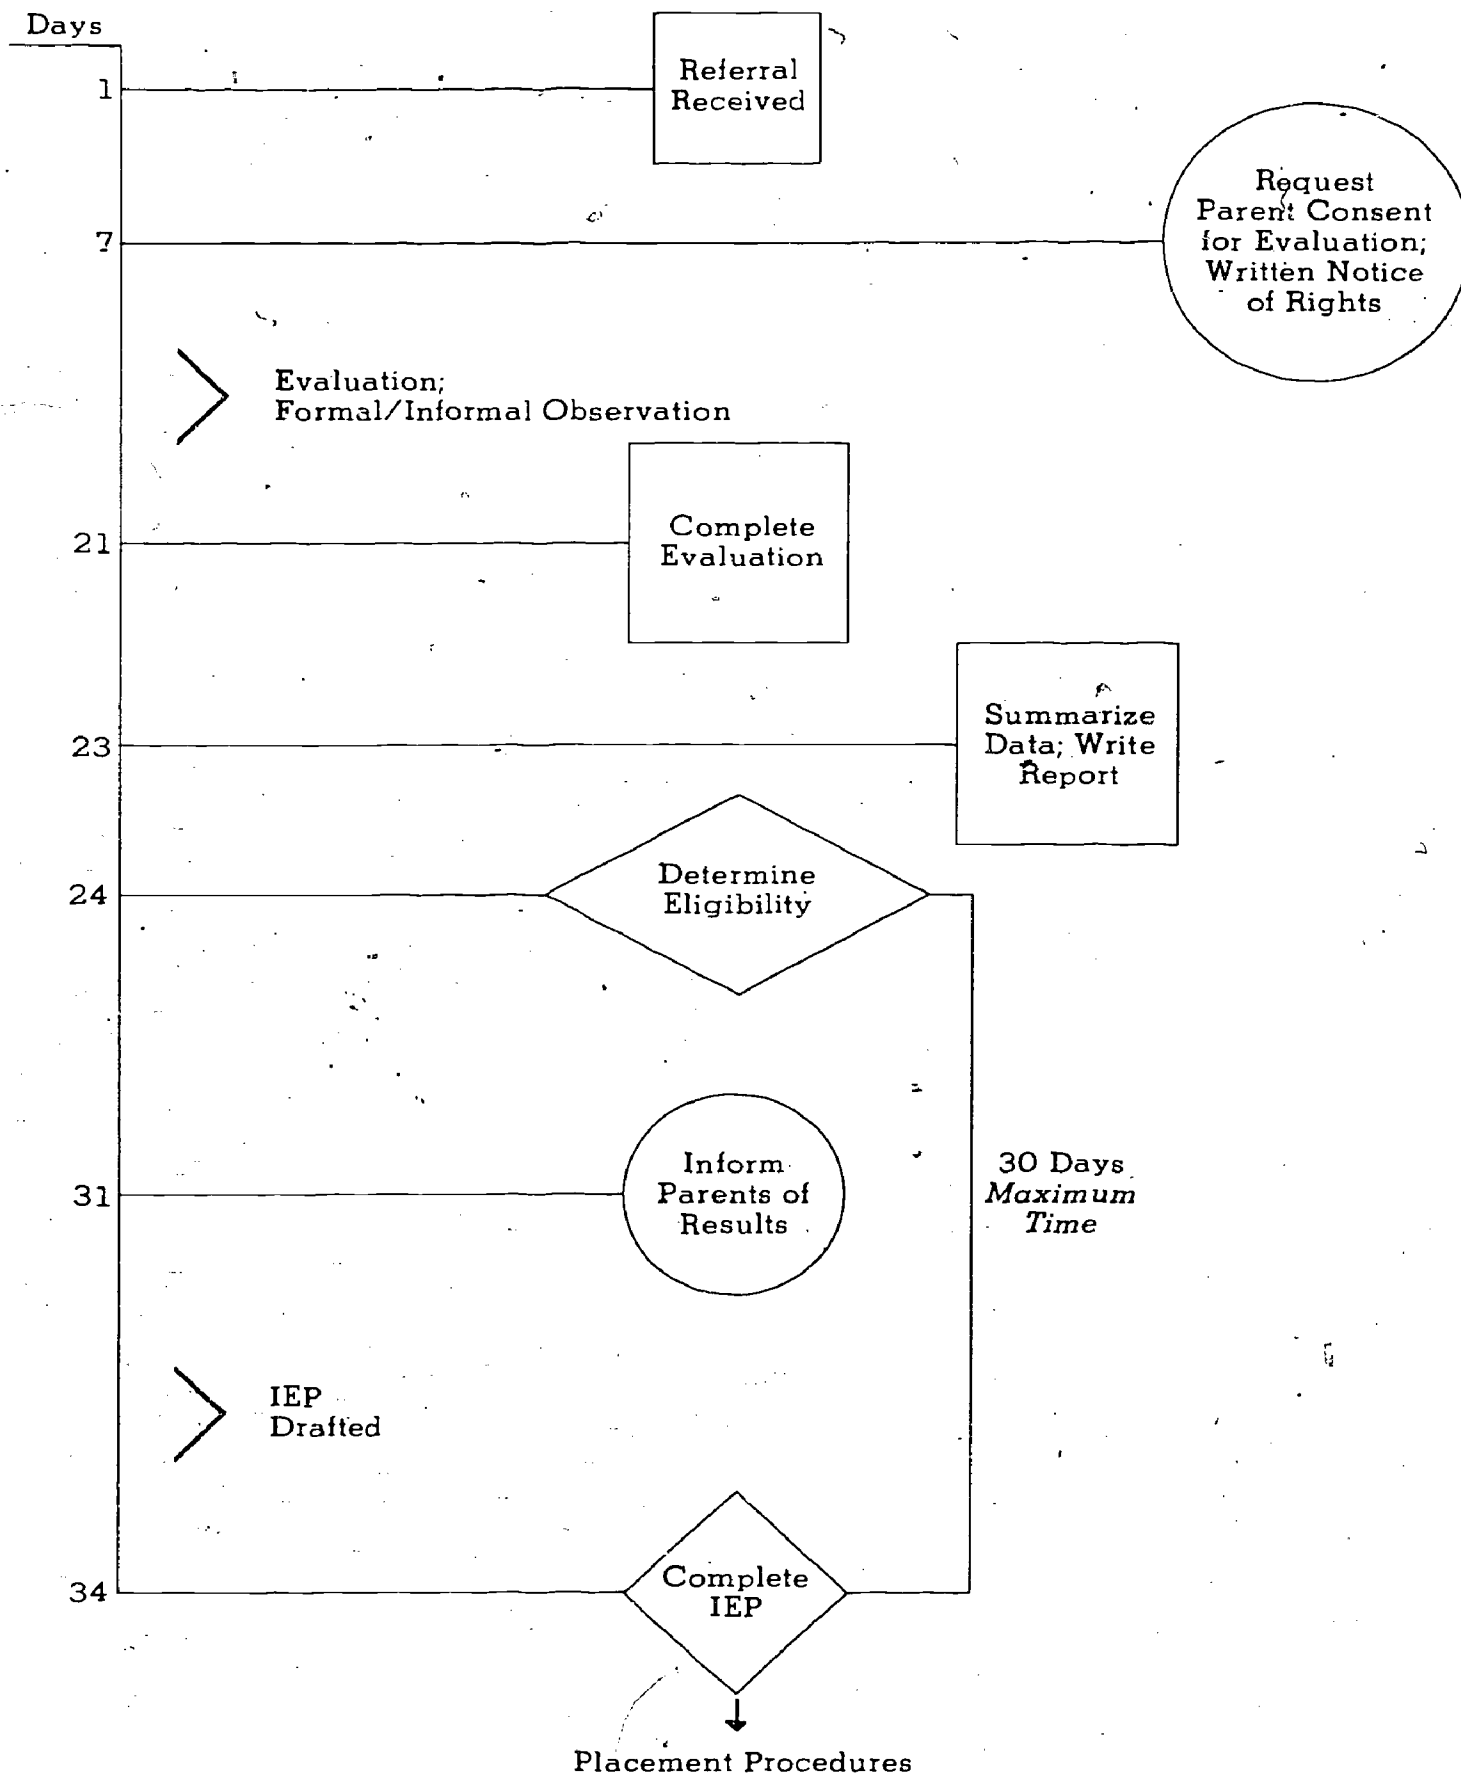 Days
1
Referral
Received
Request
Parent Consent
for Evaluation;
Written Notice
of Rights
7
Evaluation;
Formal/Informal Observation
21
Complete
Evaluation
23
Summarize
Data; Write
Report
24
Determine
Eligibility
31
Inform
Parents of
Results
30 Days
Maximum
Time
IEP
Drafted
34
Complete
IEP
Placement Procedures